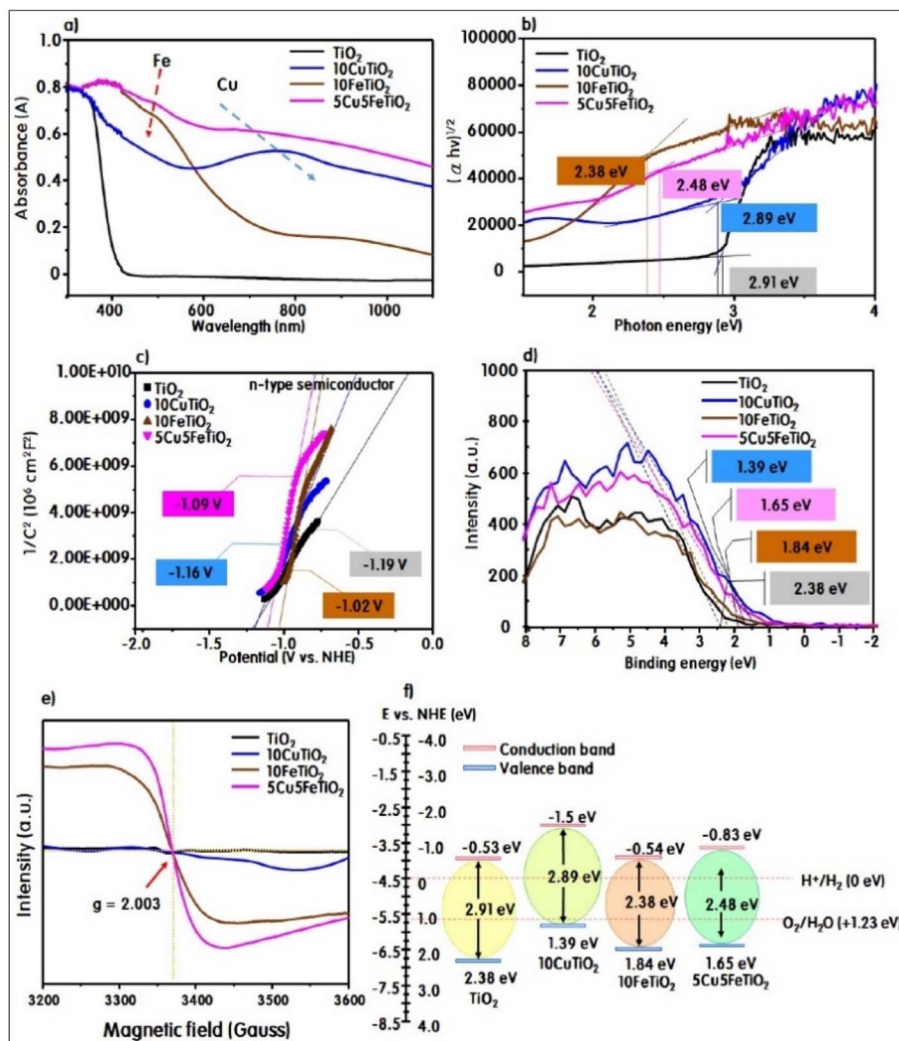 a)
TiO2
10CuTiO2
10FeTiO2
5Cu5FeTiO2
Fe
Cu
Absorbance (A)
1.0
0.8
0.6
0.4
0.2
0
400 600 800 1000
Wavelength (nm)
b)
TiO2
10CuTiO2
10FeTiO2
5Cu5FeTiO2
[α hν]1/2
100000
80000
60000
40000
20000
0
2.38 eV
2.48 eV
2.89 eV
2.91 eV
2 3 4
Photon energy (eV)
c)
n-type semiconductor
TiO2
10CuTiO2
10FeTiO2
5Cu5FeTiO2
1/C2 (10^6 cm2F2)
1.00E+010
8.00E+009
6.00E+009
4.00E+009
2.00E+009
0.00E+000
-1.09 V
-1.16 V
-1.19 V
-1.02 V
-2.0 -1.5 -1.0 -0.5 0.0
Potential (V vs. NHE)
d)
TiO2
10CuTiO2
10FeTiO2
5Cu5FeTiO2
Intensity (a.u.)
1000
800
600
400
200
0
1.39 eV
1.65 eV
1.84 eV
2.38 eV
8 7 6 5 4 3 2 1 0 -1 -2
Binding energy (eV)
e)
TiO2
10CuTiO2
10FeTiO2
5Cu5FeTiO2
Intensity (a.u.)
g = 2.003
3200 3300 3400 3500 3600
Magnetic field (Gauss)
f)
E vs. NHE (eV)
-0.5 -4.0
-1.5 -3.0
-2.5 -2.0
-3.5 -1.0
-4.5 0
-5.5 1.0
-6.5 2.0
-7.5 3.0
-8.5 4.0
Conduction band
Valence band
-0.53 eV
-1.5 eV
-0.54 eV
-0.83 eV
2.91 eV
2.89 eV
2.38 eV
2.48 eV
H+/H2 (0 eV)
O2/H2O (+1.23 eV)
2.38 eV
TiO2
1.39 eV
10CuTiO2
1.84 eV
10FeTiO2
1.65 eV
5Cu5FeTiO2